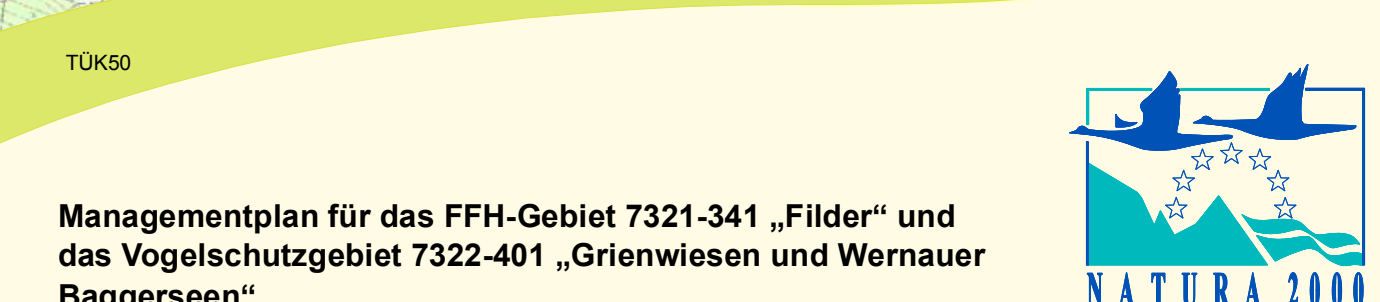 TÜK50
Managementplan für das FFH-Gebiet 7321-341 „Filder“ und
das Vogelschutzgebiet 7322-401 „Grienwiesen und Wernauer
Baggerseen“
NATURA 2000